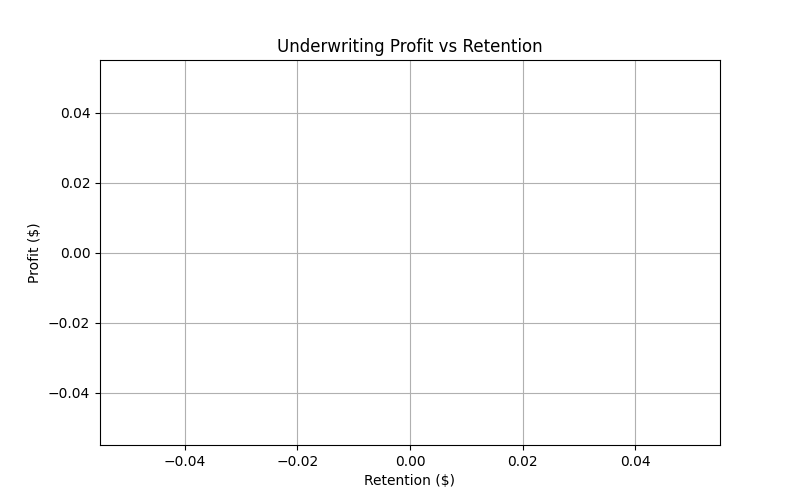 Underwriting Profit vs Retention
0.04
0.02
0.00
−0.02
−0.04
Profit ($)
−0.04 −0.02 0.00 0.02 0.04
Retention ($)